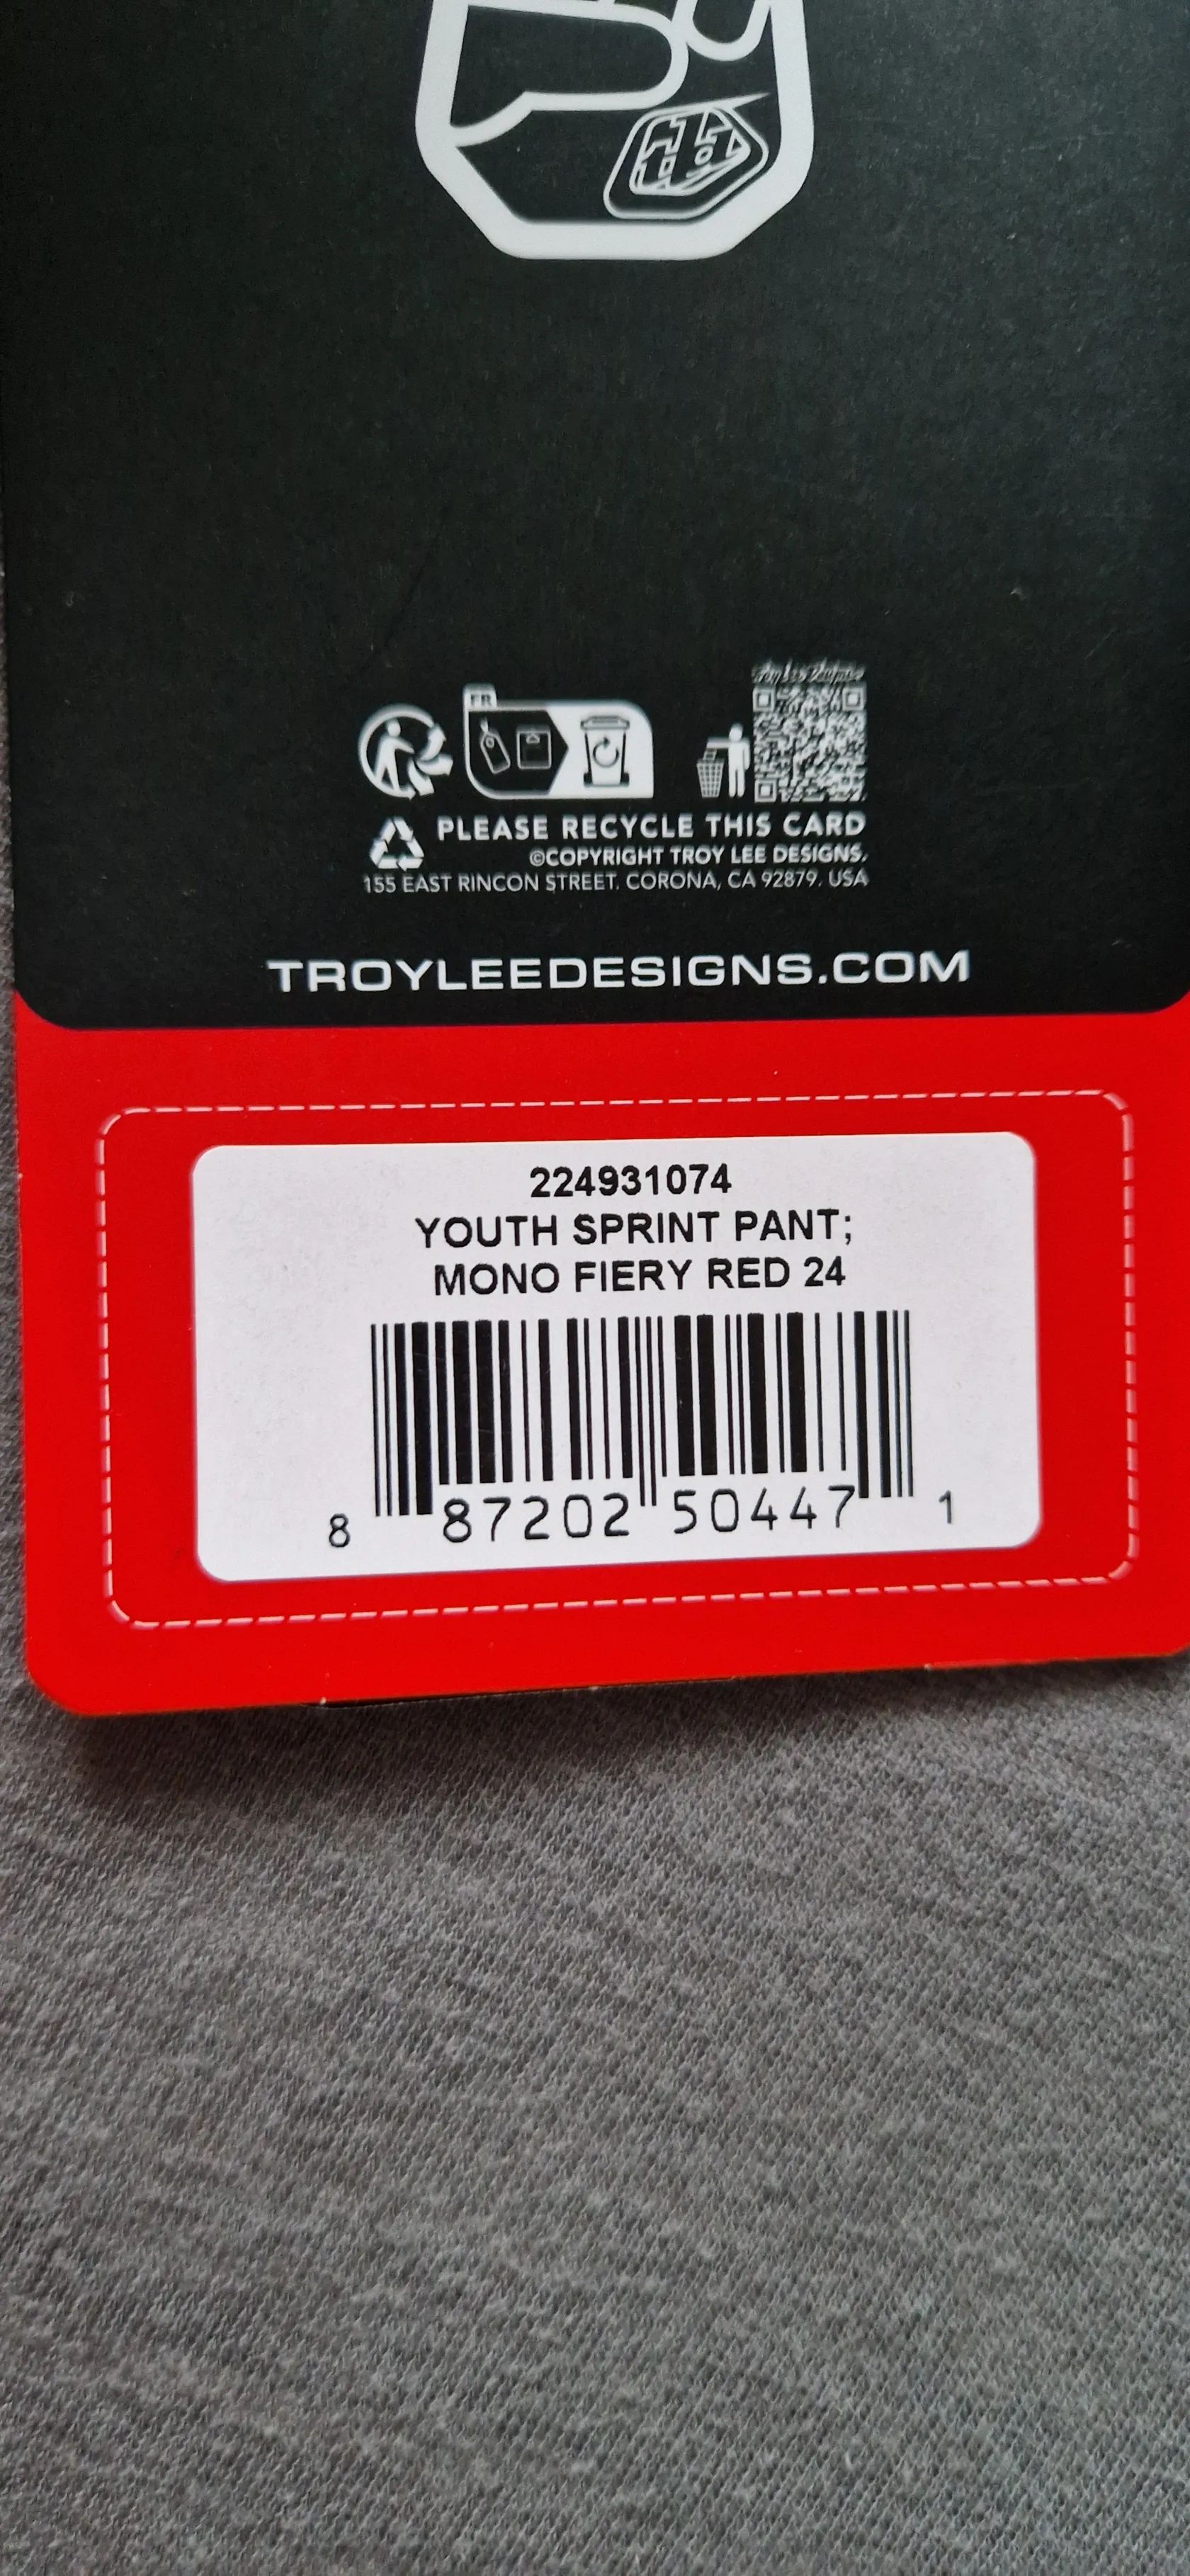 FR
PLEASE RECYCLE THIS CARD
©COPYRIGHT TROY LEE DESIGNS.
155 EAST RINCON STREET. CORONA, CA 92879. USA
TROYLEEDESIGNS.COM
224931074
YOUTH SPRINT PANT;
MONO FIERY RED 24
8 87202 50447 1